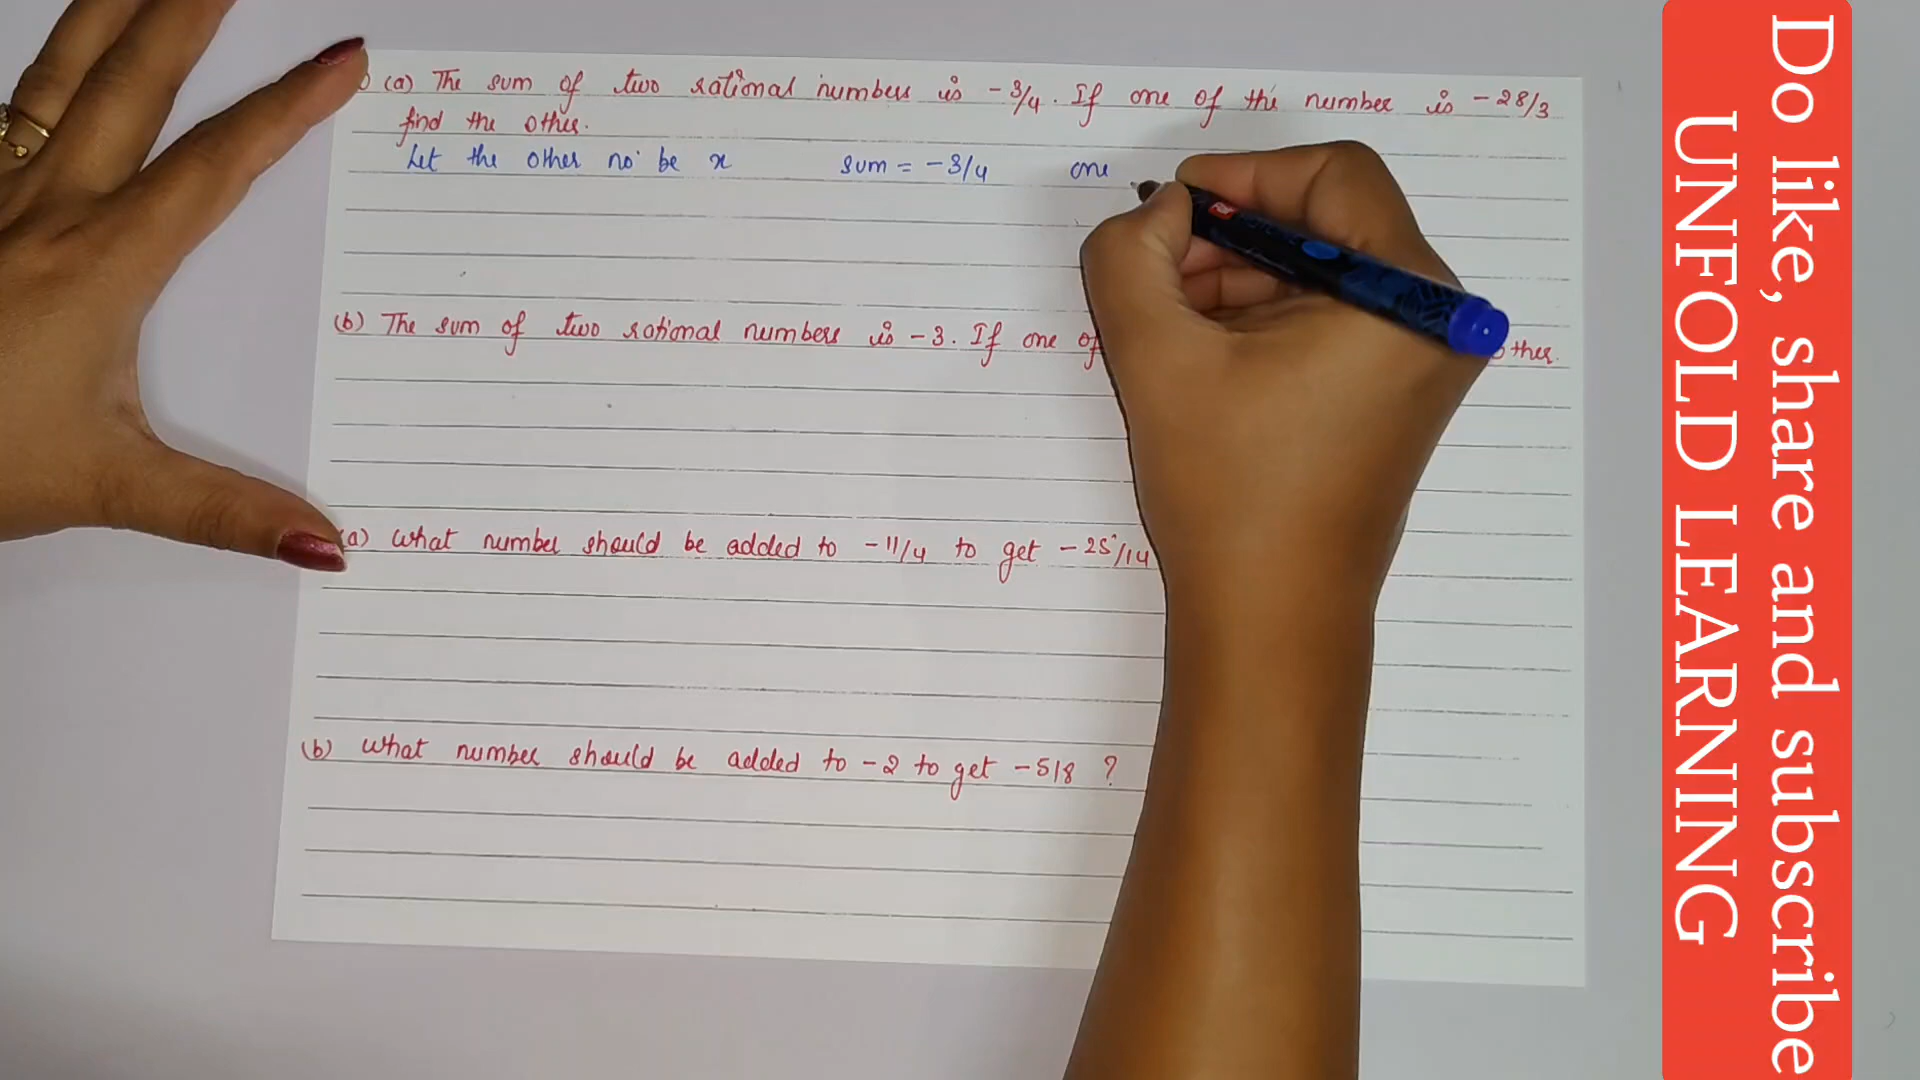 (a) The sum of two rational numbers is -3/4. If one of the number is -28/3
find the other.
Let the other no. be x sum = -3/4 one
(b) The sum of two rational numbers is -3. If one of other.
(a) what number should be added to -11/4 to get -25/14
(b) what number should be added to -2 to get -5/8 ?
Do like, share and subscribe
UNFOLD LEARNING